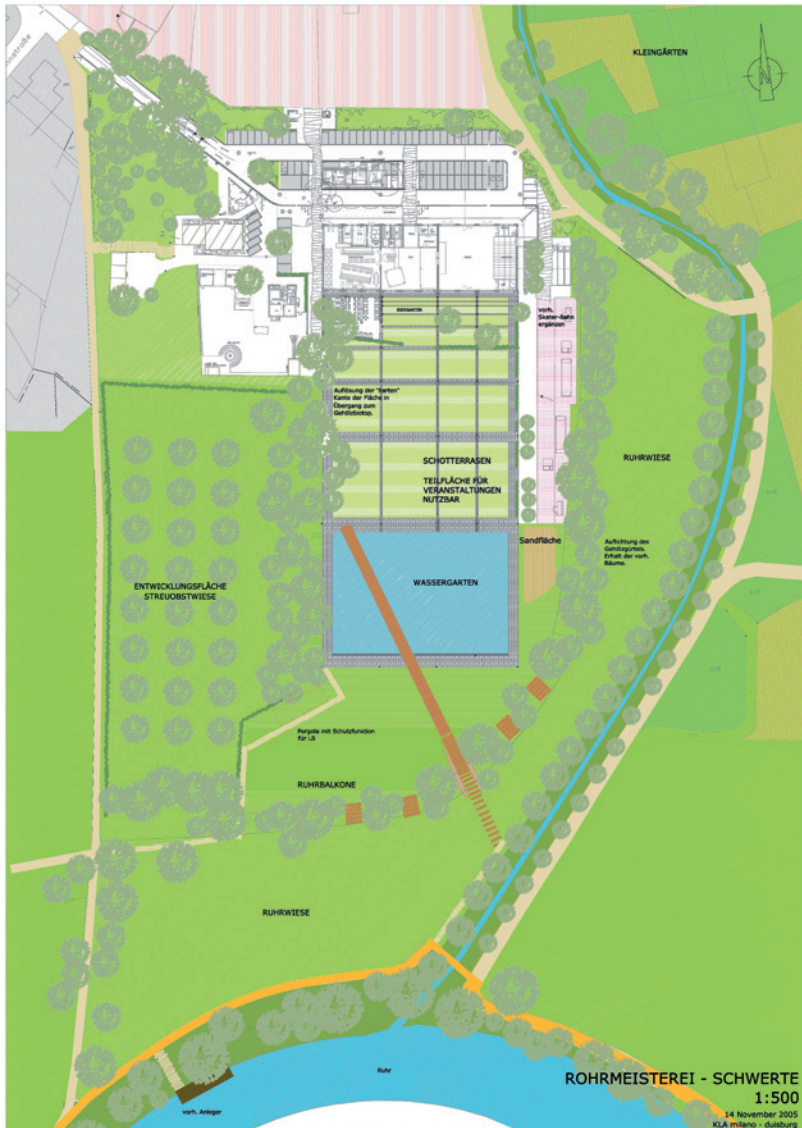 KLEINGÄRTEN
N
BIERGARTEN
vorh.
Skater-Bahn
ergänzen
Auflösung der "harten"
Kante der Fläche in
Übergang zum
Gehölzbiotop.
SCHOTTERRASEN
TEILFLÄCHE FÜR
VERANSTALTUNGEN
NUTZBAR
RUHRWIESE
Sandfläche
Auflichtung des
Gehölzgürtels.
Erhalt der vorh.
Bäume.
WASSERGARTEN
ENTWICKLUNGSFLÄCHE
STREUOBSTWIESE
Pergola mit Schutzfunktion
für LB
RUHRBALKONE
RUHRWIESE
Ruhr
vorh. Anleger
ROHRMEISTEREI - SCHWERTE
1:500
14 November 2005
KLA milano - duisburg